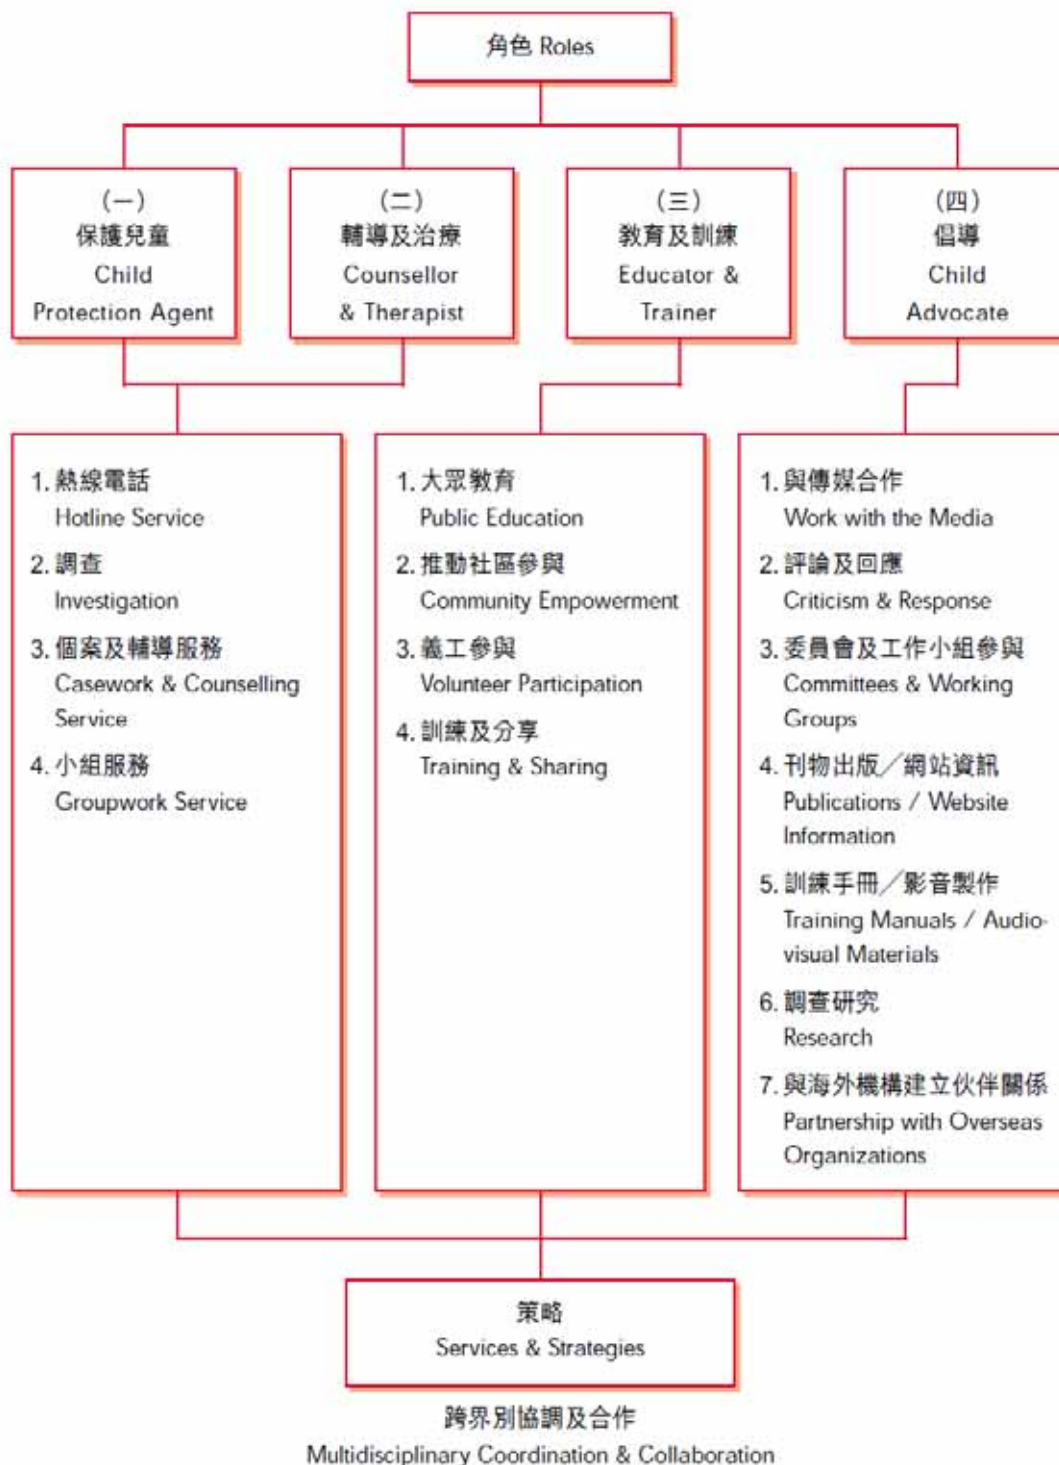 角色 Roles
(一)
保護兒童
Child
Protection Agent
(二)
輔導及治療
Counsellor
& Therapist
(三)
教育及訓練
Educator &
Trainer
(四)
倡導
Child
Advocate
1. 熱線電話
Hotline Service
2. 調查
Investigation
3. 個案及輔導服務
Casework & Counselling
Service
4. 小組服務
Groupwork Service
1. 大眾教育
Public Education
2. 推動社區參與
Community Empowerment
3. 義工參與
Volunteer Participation
4. 訓練及分享
Training & Sharing
1. 與傳媒合作
Work with the Media
2. 評論及回應
Criticism & Response
3. 委員會及工作小組參與
Committees & Working
Groups
4. 刊物出版／網站資訊
Publications / Website
Information
5. 訓練手冊／影音製作
Training Manuals / Audio-
visual Materials
6. 調查研究
Research
7. 與海外機構建立伙伴關係
Partnership with Overseas
Organizations
策略
Services & Strategies
跨界別協調及合作
Multidisciplinary Coordination & Collaboration